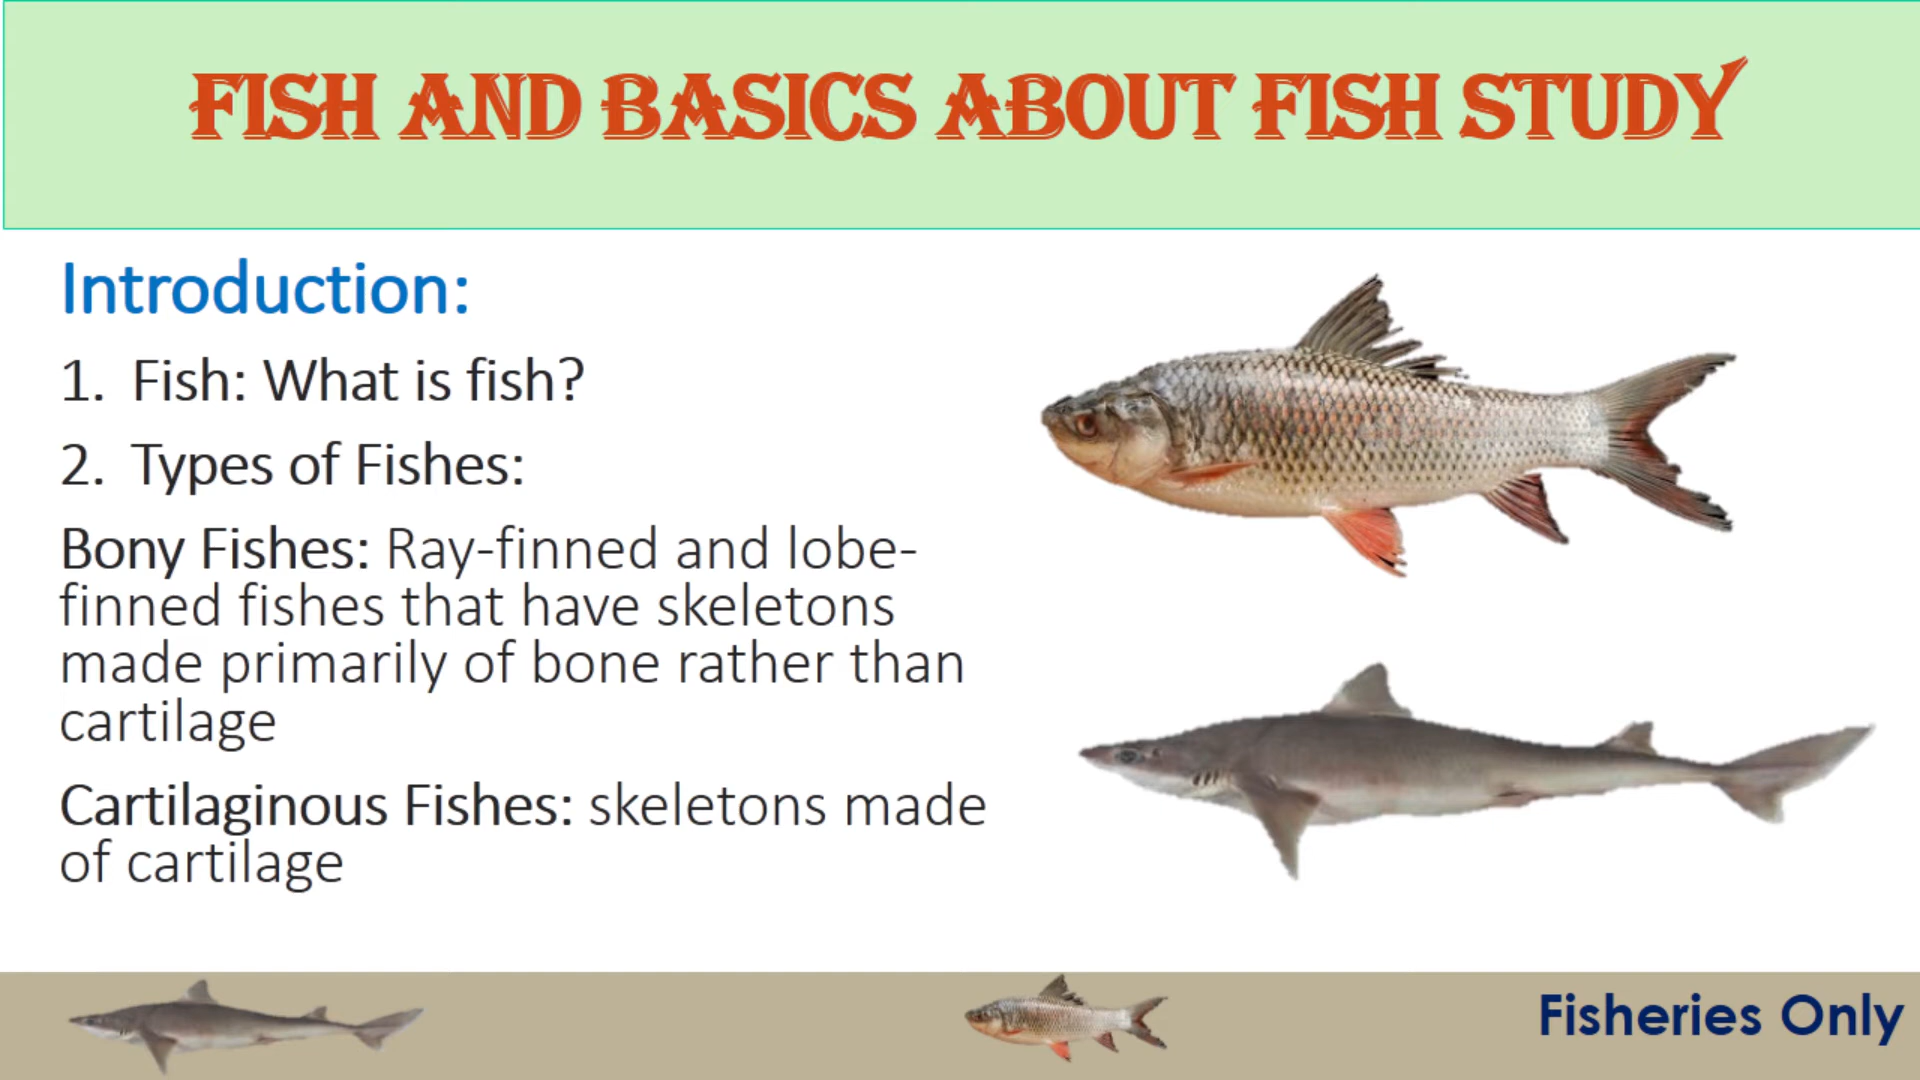 FISH AND BASICS ABOUT FISH STUDY
Introduction:
1. Fish: What is fish?
2. Types of Fishes:
Bony Fishes: Ray-finned and lobe-
finned fishes that have skeletons
made primarily of bone rather than
cartilage
Cartilaginous Fishes: skeletons made
of cartilage
Fisheries Only